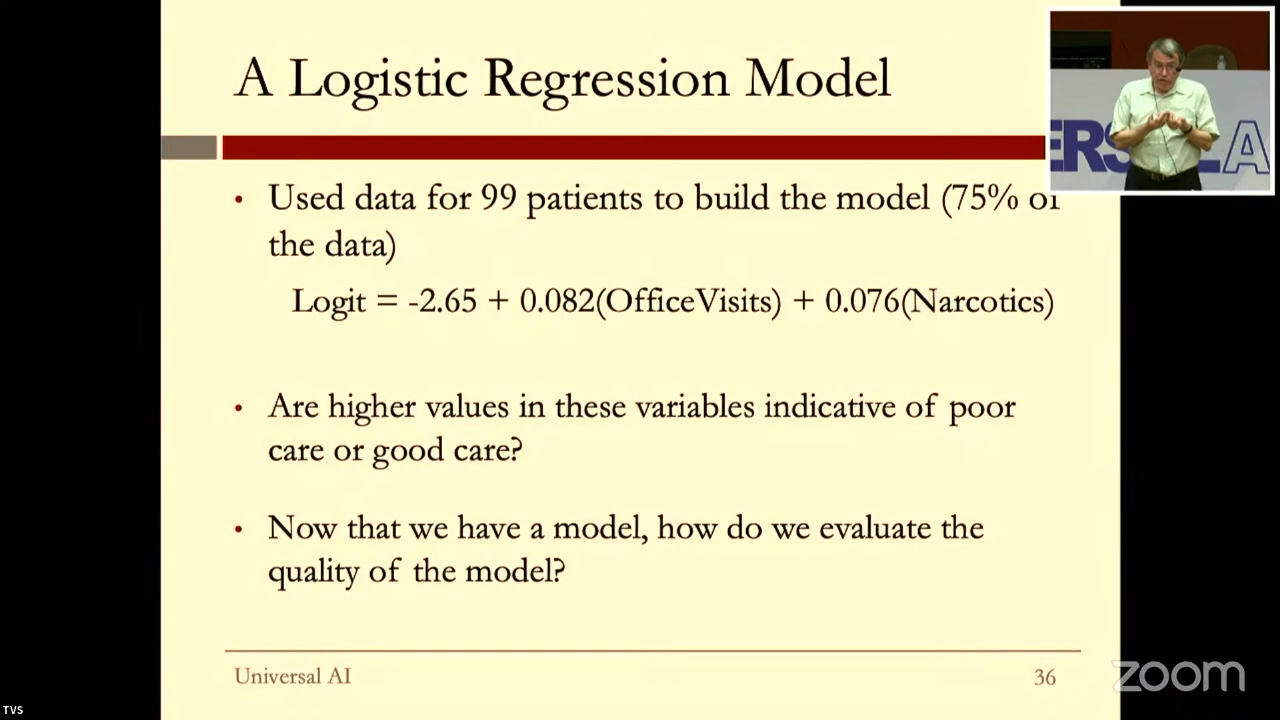 A Logistic Regression Model
• Used data for 99 patients to build the model (75% of
the data)
Logit = -2.65 + 0.082(OfficeVisits) + 0.076(Narcotics)
• Are higher values in these variables indicative of poor
care or good care?
• Now that we have a model, how do we evaluate the
quality of the model?
Universal AI
36
ERS
A
zoom
TVS